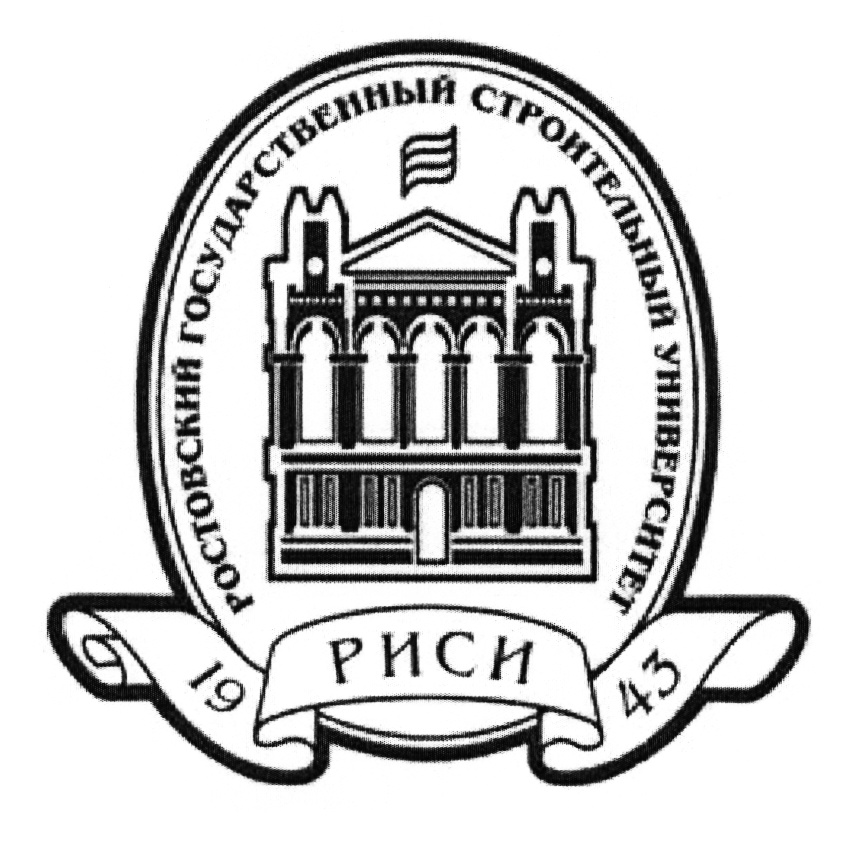 РОСТОВСКИЙ ГОСУДАРСТВЕННЫЙ СТРОИТЕЛЬНЫЙ УНИВЕРСИТЕТ
19 РИСИ 43